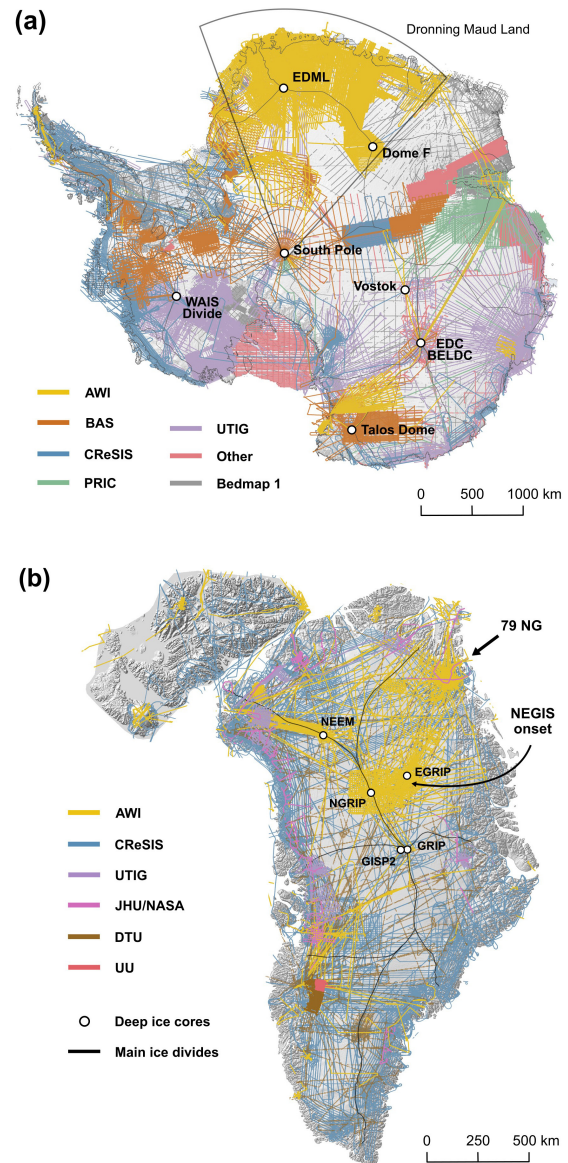 (a)
Dronning Maud Land
EDML
Dome F
South Pole
Vostok
WAIS
Divide
EDC
BELDC
Talos Dome
AWI
BAS
CReSIS
PRIC
UTIG
Other
Bedmap 1
0 500 1000 km
(b)
79 NG
NEGIS
onset
NEEM
EGRIP
NGRIP
GISP2
GRIP
AWI
CReSIS
UTIG
JHU/NASA
DTU
UU
Deep ice cores
Main ice divides
0 250 500 km